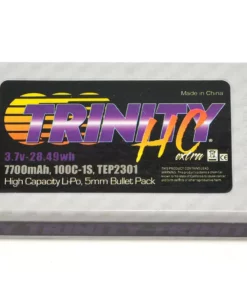 Made in China
TRINITY
HC
3.7v-28.49wh
7700mAh, 100C-1S, TEP2301
High Capacity Li-Po, 5mm Bullet Pack